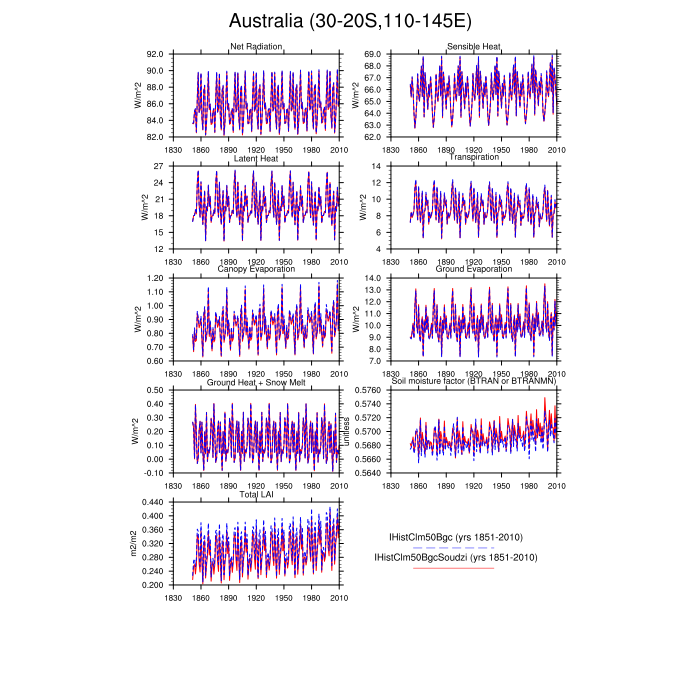 Australia (30-20S,110-145E)
Net Radiation
Sensible Heat
92.0
90.0
88.0
86.0
84.0
82.0
W/m^2
1830 1860 1890 1920 1950 1980 2010
69.0
68.0
67.0
66.0
65.0
64.0
63.0
62.0
W/m^2
1830 1860 1890 1920 1950 1980 2010
Latent Heat
Transpiration
27
24
21
18
15
12
W/m^2
1830 1860 1890 1920 1950 1980 2010
14
12
10
8
6
4
W/m^2
1830 1860 1890 1920 1950 1980 2010
Canopy Evaporation
Ground Evaporation
1.20
1.10
1.00
0.90
0.80
0.70
0.60
W/m^2
1830 1860 1890 1920 1950 1980 2010
14.0
13.0
12.0
11.0
10.0
9.0
8.0
7.0
W/m^2
1830 1860 1890 1920 1950 1980 2010
Ground Heat + Snow Melt
Soil moisture factor (BTRAN or BTRANMN)
0.50
0.40
0.30
0.20
0.10
0.00
-0.10
W/m^2
1830 1860 1890 1920 1950 1980 2010
0.5760
0.5720
0.5700
0.5680
0.5660
0.5640
unitless
1830 1860 1890 1920 1950 1980 2010
Total LAI
0.440
0.400
0.360
0.320
0.280
0.240
0.200
m2/m2
1830 1860 1890 1920 1950 1980 2010
IHistClm50Bgc (yrs 1851-2010)
IHistClm50BgcSoudzi (yrs 1851-2010)